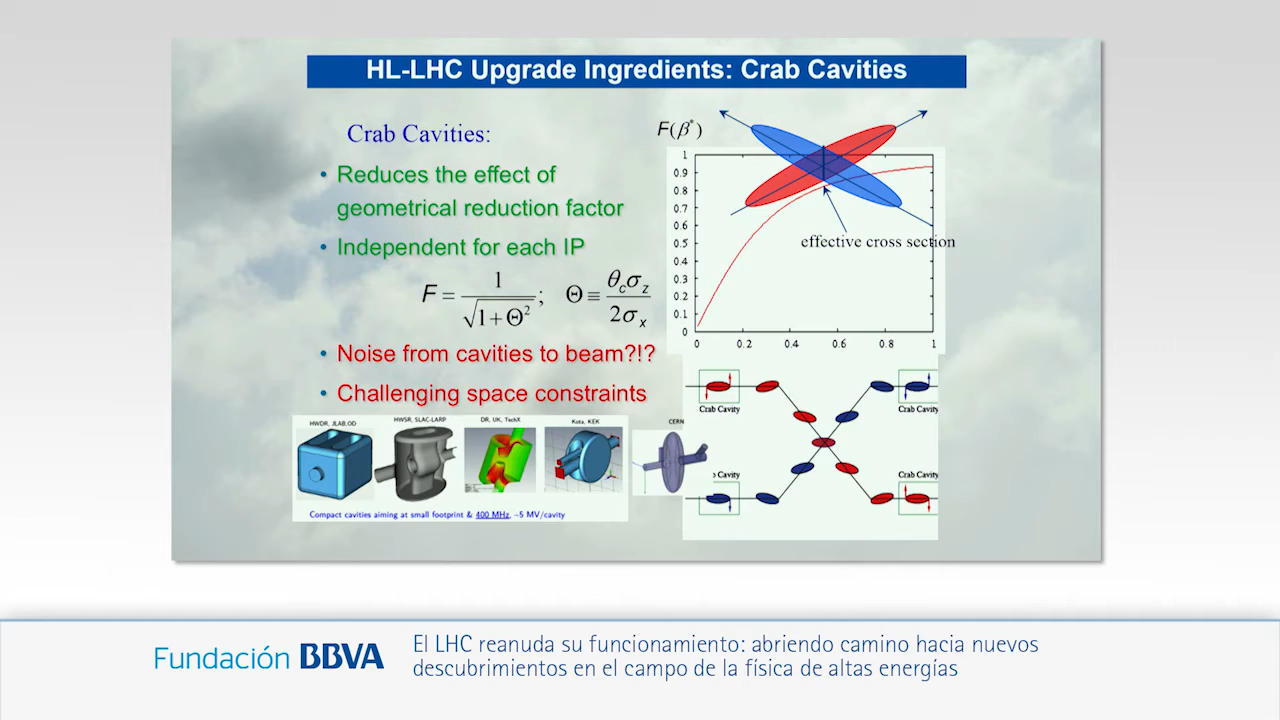 HL-LHC Upgrade Ingredients: Crab Cavities
Crab Cavities:
• Reduces the effect of
geometrical reduction factor
• Independent for each IP
F = 1 / √(1+Θ²) ; Θ ≡ θcσz / 2σx
• Noise from cavities to beam?!?
• Challenging space constraints
HWDR, JLAB,OD
HWSR, SLAC-LARP
DR, UK, TechX
Kota, KEK
CERN
Compact cavities aiming at small footprint & 400 MHz, ~5 MV/cavity
F(β*)
1
0.9
0.8
0.7
0.6
0.5
0.4
0.3
0.2
0.1
0
0 0.2 0.4 0.6 0.8 1
effective cross section
Crab Cavity
Crab Cavity
Cavity
Crab Cavity
Fundación BBVA
El LHC reanuda su funcionamiento: abriendo camino hacia nuevos
descubrimientos en el campo de la física de altas energías